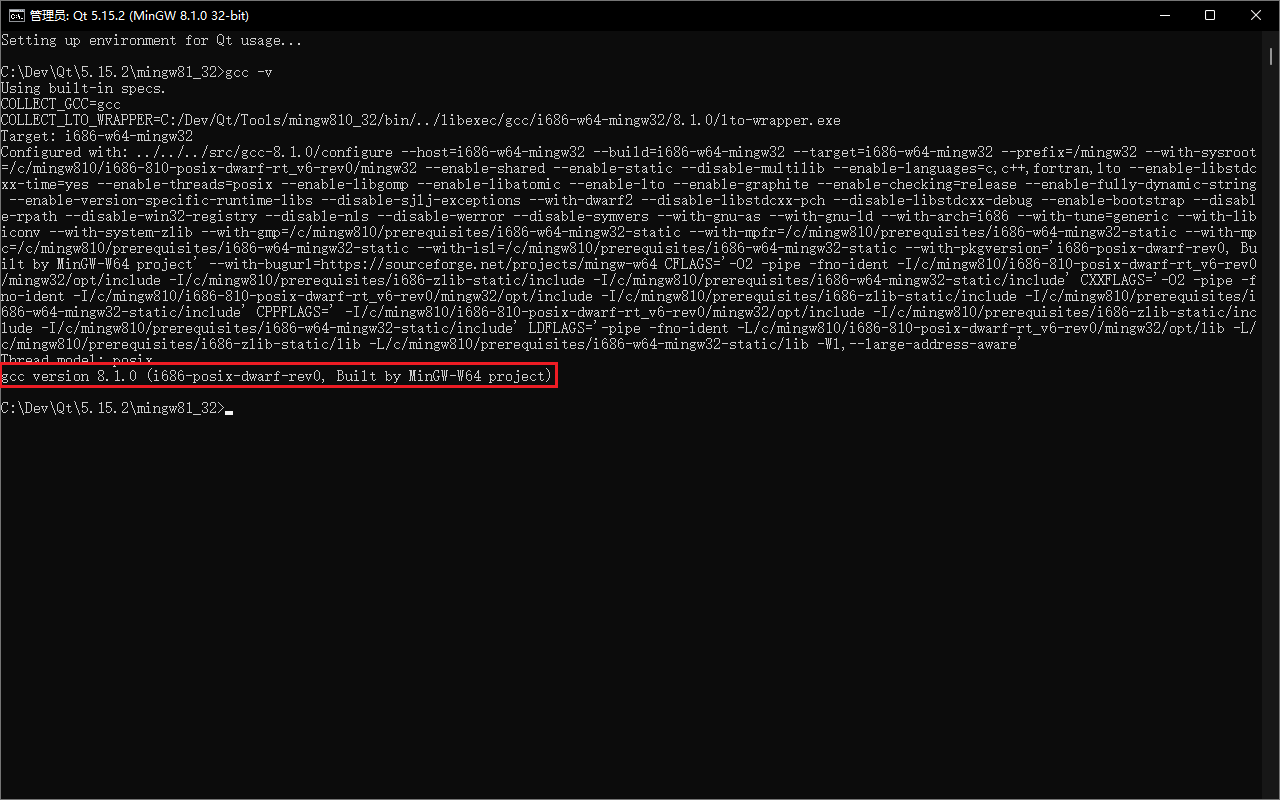 管理员: Qt 5.15.2 (MinGW 8.1.0 32-bit)
Setting up environment for Qt usage...
C:\Dev\Qt\5.15.2\mingw81_32>gcc -v
Using built-in specs.
COLLECT_GCC=gcc
COLLECT_LTO_WRAPPER=C:/Dev/Qt/Tools/mingw810_32/bin/../libexec/gcc/i686-w64-mingw32/8.1.0/lto-wrapper.exe
Target: i686-w64-mingw32
Configured with: ../../../src/gcc-8.1.0/configure --host=i686-w64-mingw32 --build=i686-w64-mingw32 --target=i686-w64-mingw32 --prefix=/mingw32 --with-sysroot
=/c/mingw810/i686-810-posix-dwarf-rt_v6-rev0/mingw32 --enable-shared --enable-static --disable-multilib --enable-languages=c,c++,fortran,lto --enable-libstdc
xx-time=yes --enable-threads=posix --enable-libgomp --enable-libatomic --enable-lto --enable-graphite --enable-checking=release --enable-fully-dynamic-string
--enable-version-specific-runtime-libs --disable-sjlj-exceptions --with-dwarf2 --disable-libstdcxx-pch --disable-libstdcxx-debug --enable-bootstrap --disabl
e-rpath --disable-win32-registry --disable-nls --disable-werror --disable-symvers --with-gnu-as --with-gnu-ld --with-arch=i686 --with-tune=generic --with-lib
iconv --with-system-zlib --with-gmp=/c/mingw810/prerequisites/i686-w64-mingw32-static --with-mpfr=/c/mingw810/prerequisites/i686-w64-mingw32-static --with-mp
c=/c/mingw810/prerequisites/i686-w64-mingw32-static --with-isl=/c/mingw810/prerequisites/i686-w64-mingw32-static --with-pkgversion='i686-posix-dwarf-rev0, Bu
ilt by MinGW-W64 project' --with-bugurl=https://sourceforge.net/projects/mingw-w64 CFLAGS='-O2 -pipe -fno-ident -I/c/mingw810/i686-810-posix-dwarf-rt_v6-rev0
/mingw32/opt/include -I/c/mingw810/prerequisites/i686-zlib-static/include -I/c/mingw810/prerequisites/i686-w64-mingw32-static/include' CXXFLAGS='-O2 -pipe -f
no-ident -I/c/mingw810/i686-810-posix-dwarf-rt_v6-rev0/mingw32/opt/include -I/c/mingw810/prerequisites/i686-zlib-static/include -I/c/mingw810/prerequisites/i
686-w64-mingw32-static/include' CPPFLAGS=' -I/c/mingw810/i686-810-posix-dwarf-rt_v6-rev0/mingw32/opt/include -I/c/mingw810/prerequisites/i686-zlib-static/inc
lude -I/c/mingw810/prerequisites/i686-w64-mingw32-static/include' LDFLAGS='-pipe -fno-ident -L/c/mingw810/i686-810-posix-dwarf-rt_v6-rev0/mingw32/opt/lib -L/
c/mingw810/prerequisites/i686-zlib-static/lib -L/c/mingw810/prerequisites/i686-w64-mingw32-static/lib -Wl,--large-address-aware'
Thread model: posix
gcc version 8.1.0 (i686-posix-dwarf-rev0, Built by MinGW-W64 project)
C:\Dev\Qt\5.15.2\mingw81_32>